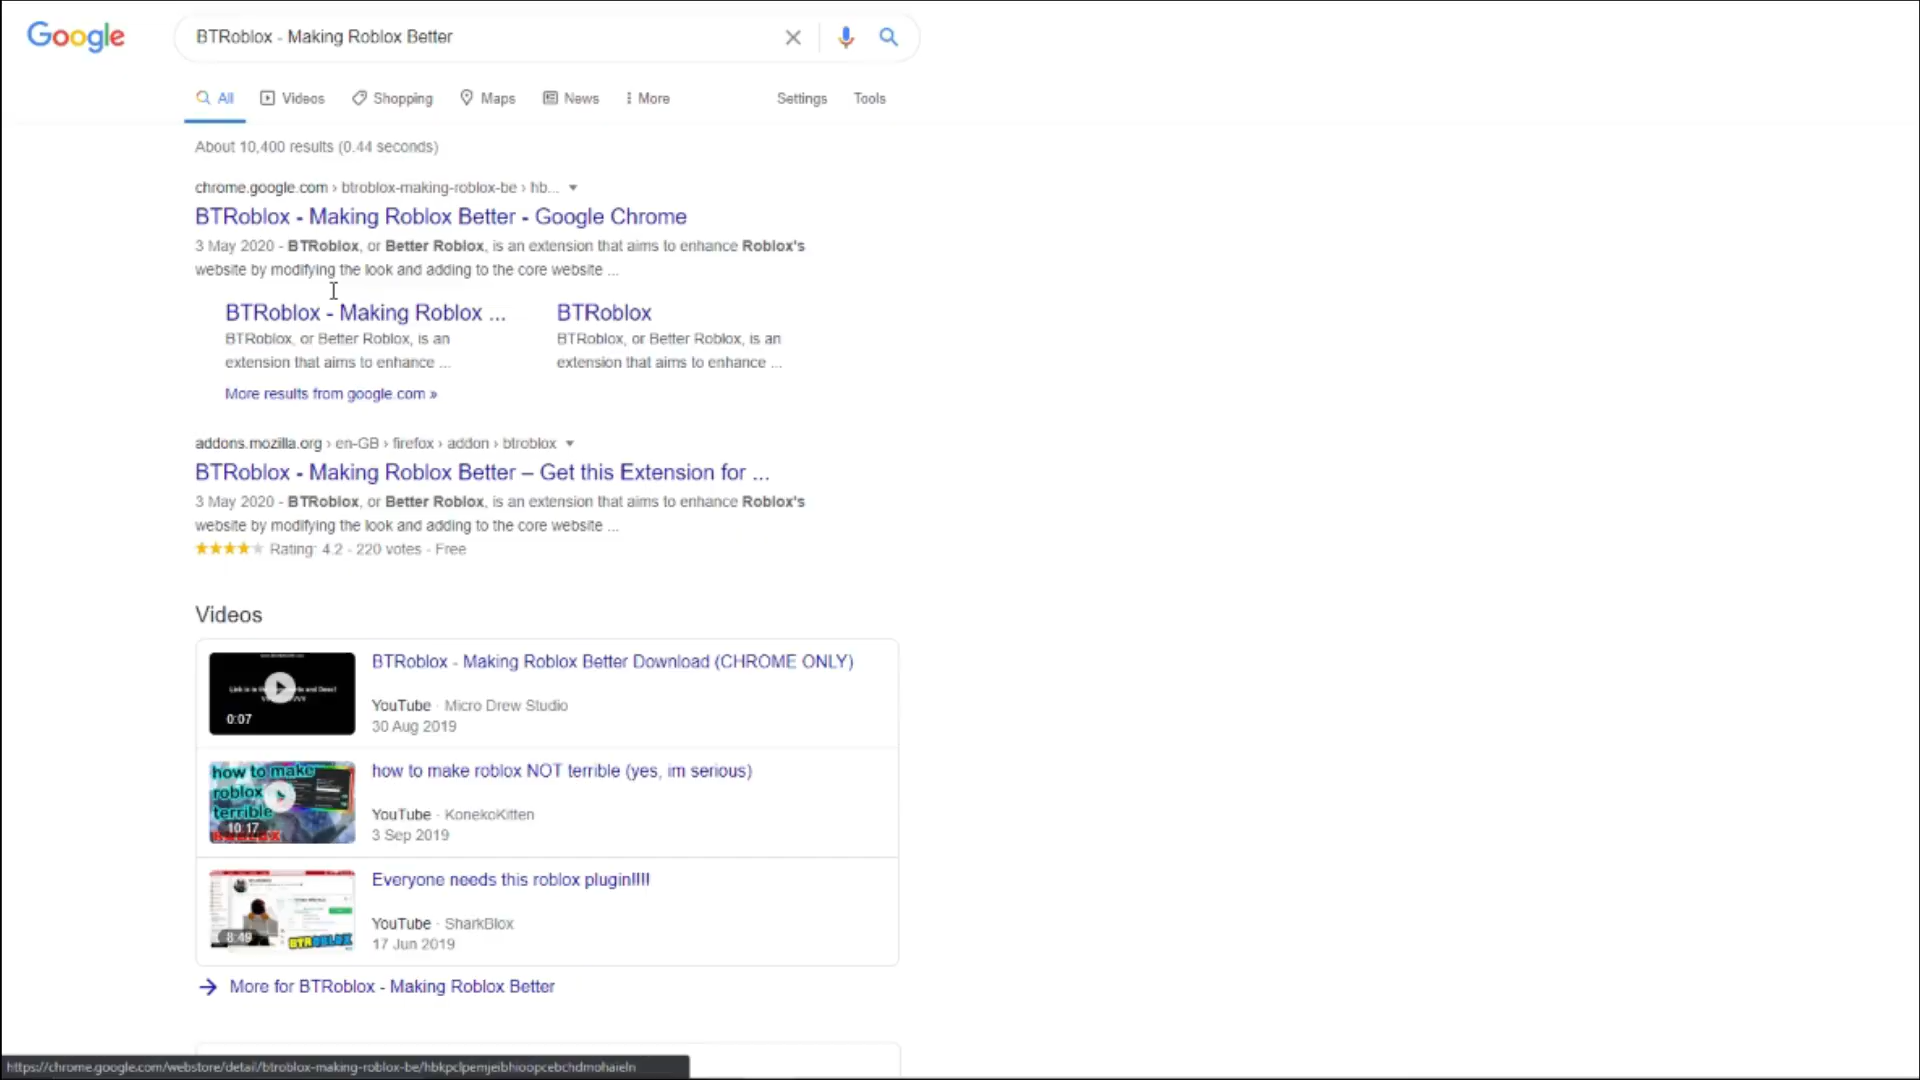 Google
BTRoblox - Making Roblox Better
All Videos Shopping Maps News More Settings Tools
About 10,400 results (0.44 seconds)
chrome.google.com › btroblox-making-roblox-be › hb...
BTRoblox - Making Roblox Better - Google Chrome
3 May 2020 - BTRoblox, or Better Roblox, is an extension that aims to enhance Roblox's
website by modifying the look and adding to the core website ...
BTRoblox - Making Roblox ...
BTRoblox, or Better Roblox, is an
extension that aims to enhance ...
BTRoblox
BTRoblox, or Better Roblox, is an
extension that aims to enhance ...
More results from google.com »
addons.mozilla.org › en-GB › firefox › addon › btroblox
BTRoblox - Making Roblox Better – Get this Extension for ...
3 May 2020 - BTRoblox, or Better Roblox, is an extension that aims to enhance Roblox's
website by modifying the look and adding to the core website ...
Rating: 4.2 - 220 votes - Free
Videos
0:07
BTRoblox - Making Roblox Better Download (CHROME ONLY)
YouTube · Micro Drew Studio
30 Aug 2019
how to make
roblox
terrible
10:17
how to make roblox NOT terrible (yes, im serious)
YouTube · KonekoKitten
3 Sep 2019
8:49
BTROBLOX
Everyone needs this roblox plugin!!!!
YouTube · SharkBlox
17 Jun 2019
More for BTRoblox - Making Roblox Better
https://chrome.google.com/webstore/detail/btroblox-making-roblox-be/hbkpclpemjeibhioopcebchdmohaieln